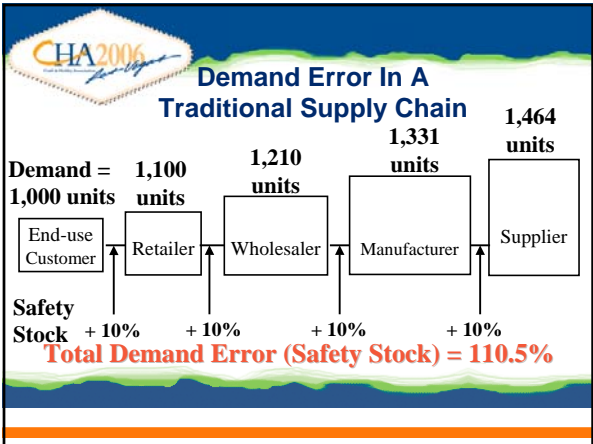 CHA2006
Las Vegas
Demand Error In A
Traditional Supply Chain
Demand =
1,000 units
1,100
units
1,210
units
1,331
units
1,464
units
End-use
Customer
Retailer
Wholesaler
Manufacturer
Supplier
Safety
Stock
+ 10%
+ 10%
+ 10%
+ 10%
Total Demand Error (Safety Stock) = 110.5%